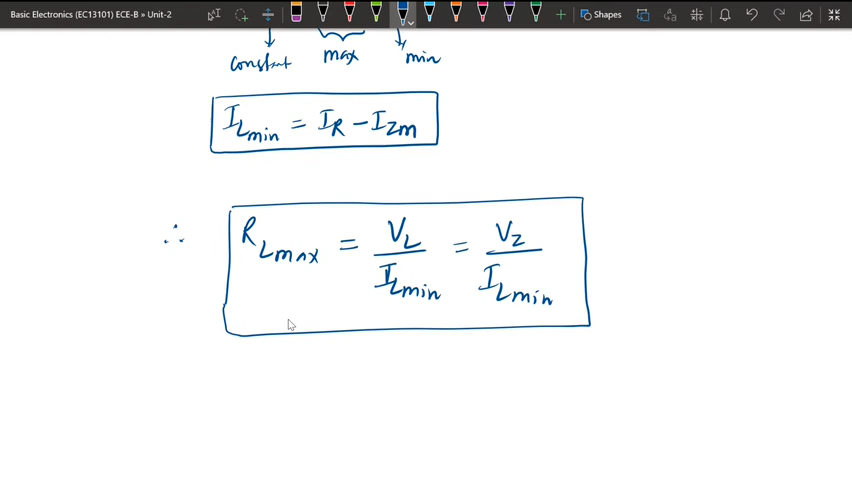 Basic Electronics (EC13101) ECE-B » Unit-2
Shapes
constant max min
I_Lmin = I_R - I_ZM
∴ R_Lmax = V_L / I_Lmin = V_Z / I_Lmin